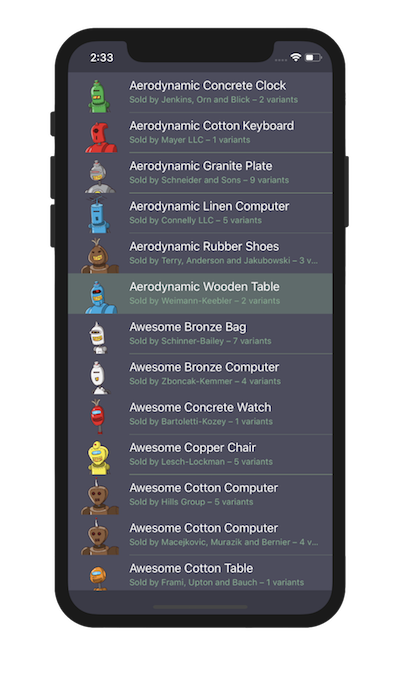 2:33
Aerodynamic Concrete Clock
Sold by Jenkins, Orn and Blick – 2 variants
Aerodynamic Cotton Keyboard
Sold by Mayer LLC – 1 variants
Aerodynamic Granite Plate
Sold by Schneider and Sons – 9 variants
Aerodynamic Linen Computer
Sold by Connelly LLC – 5 variants
Aerodynamic Rubber Shoes
Sold by Terry, Anderson and Jakubowski – 3 v...
Aerodynamic Wooden Table
Sold by Weimann-Keebler – 2 variants
Awesome Bronze Bag
Sold by Schinner-Bailey – 7 variants
Awesome Bronze Computer
Sold by Zboncak-Kemmer – 4 variants
Awesome Concrete Watch
Sold by Bartoletti-Kozey – 1 variants
Awesome Copper Chair
Sold by Lesch-Lockman – 5 variants
Awesome Cotton Computer
Sold by Hills Group – 5 variants
Awesome Cotton Computer
Sold by Macejkovic, Murazik and Bernier – 4 v...
Awesome Cotton Table
Sold by Frami, Upton and Bauch – 1 variants